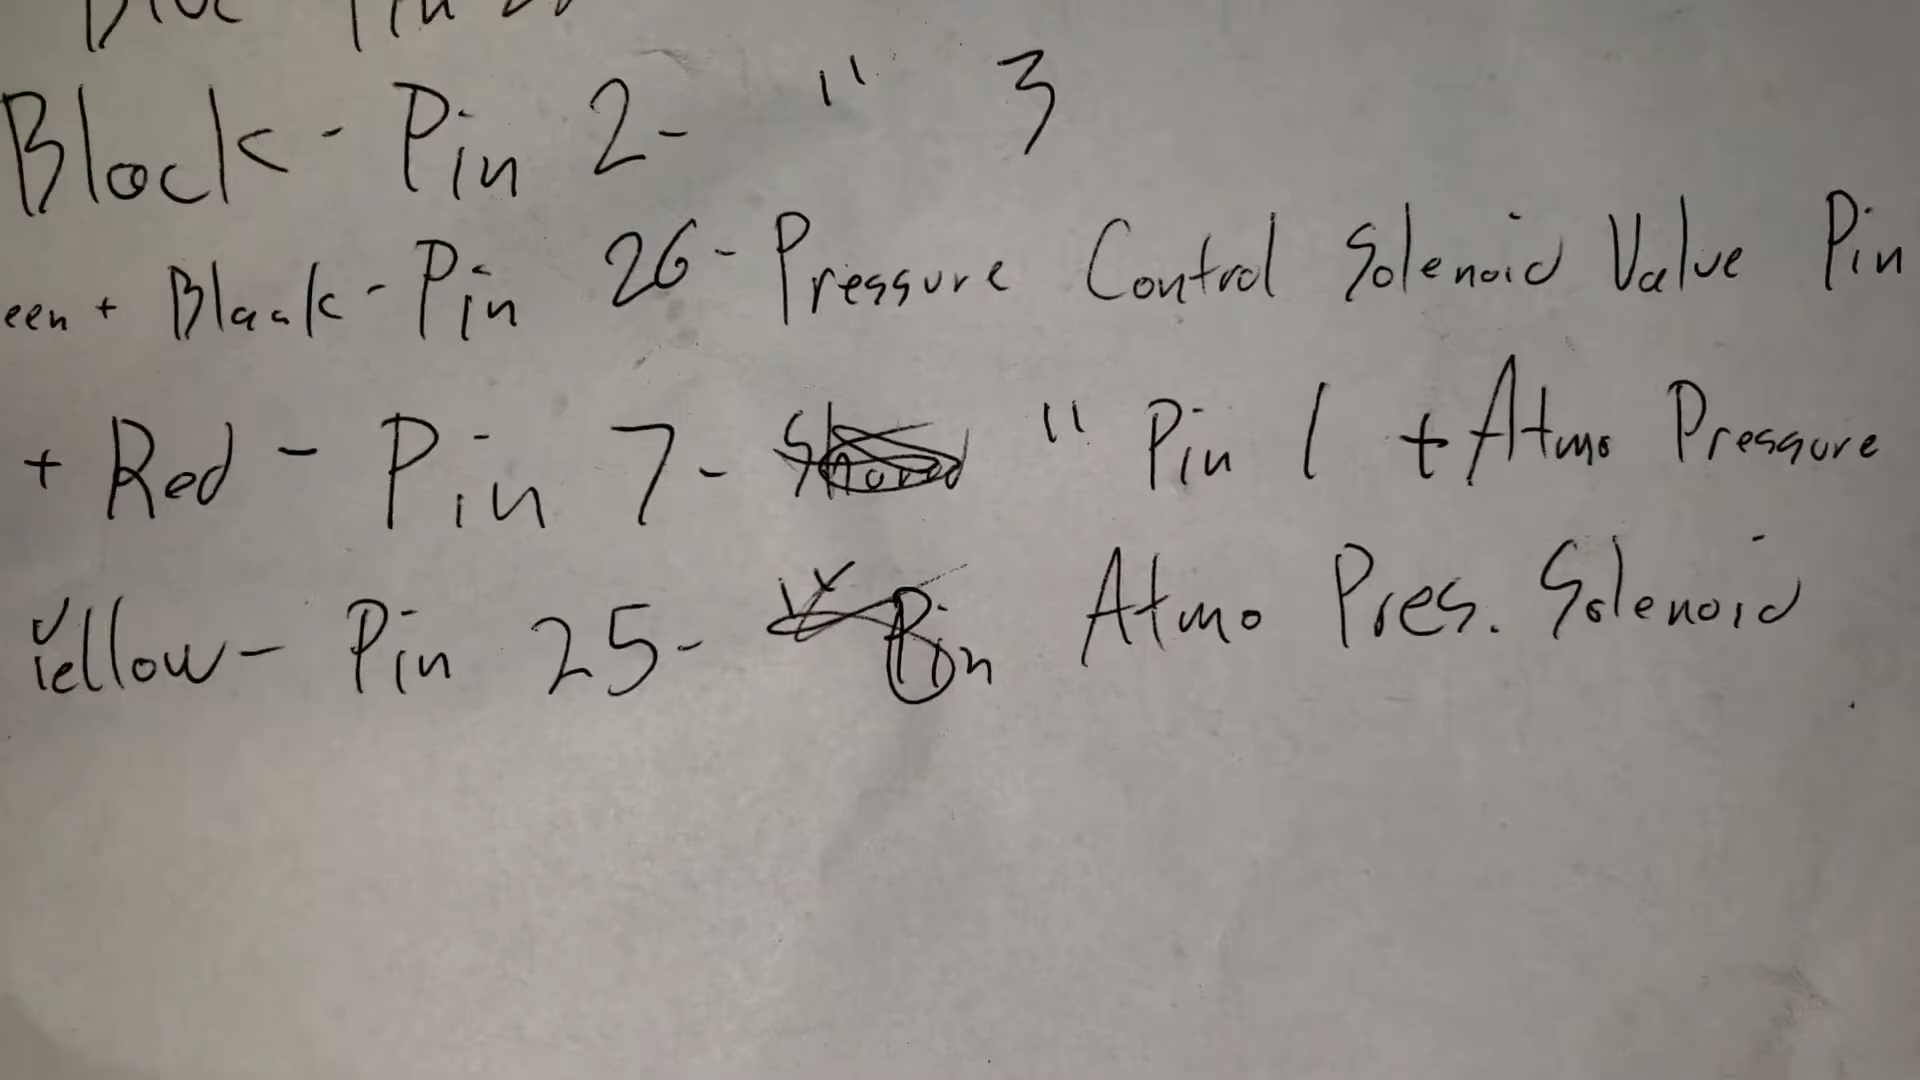 Pin
Black - Pin 2 - " 3
een + Black - Pin 26 - Pressure Control Solenoid Valve Pin
+ Red - Pin 7 - " Pin 1 + Atmo Pressure
Yellow - Pin 25 - Pin Atmo Pres. Solenoid